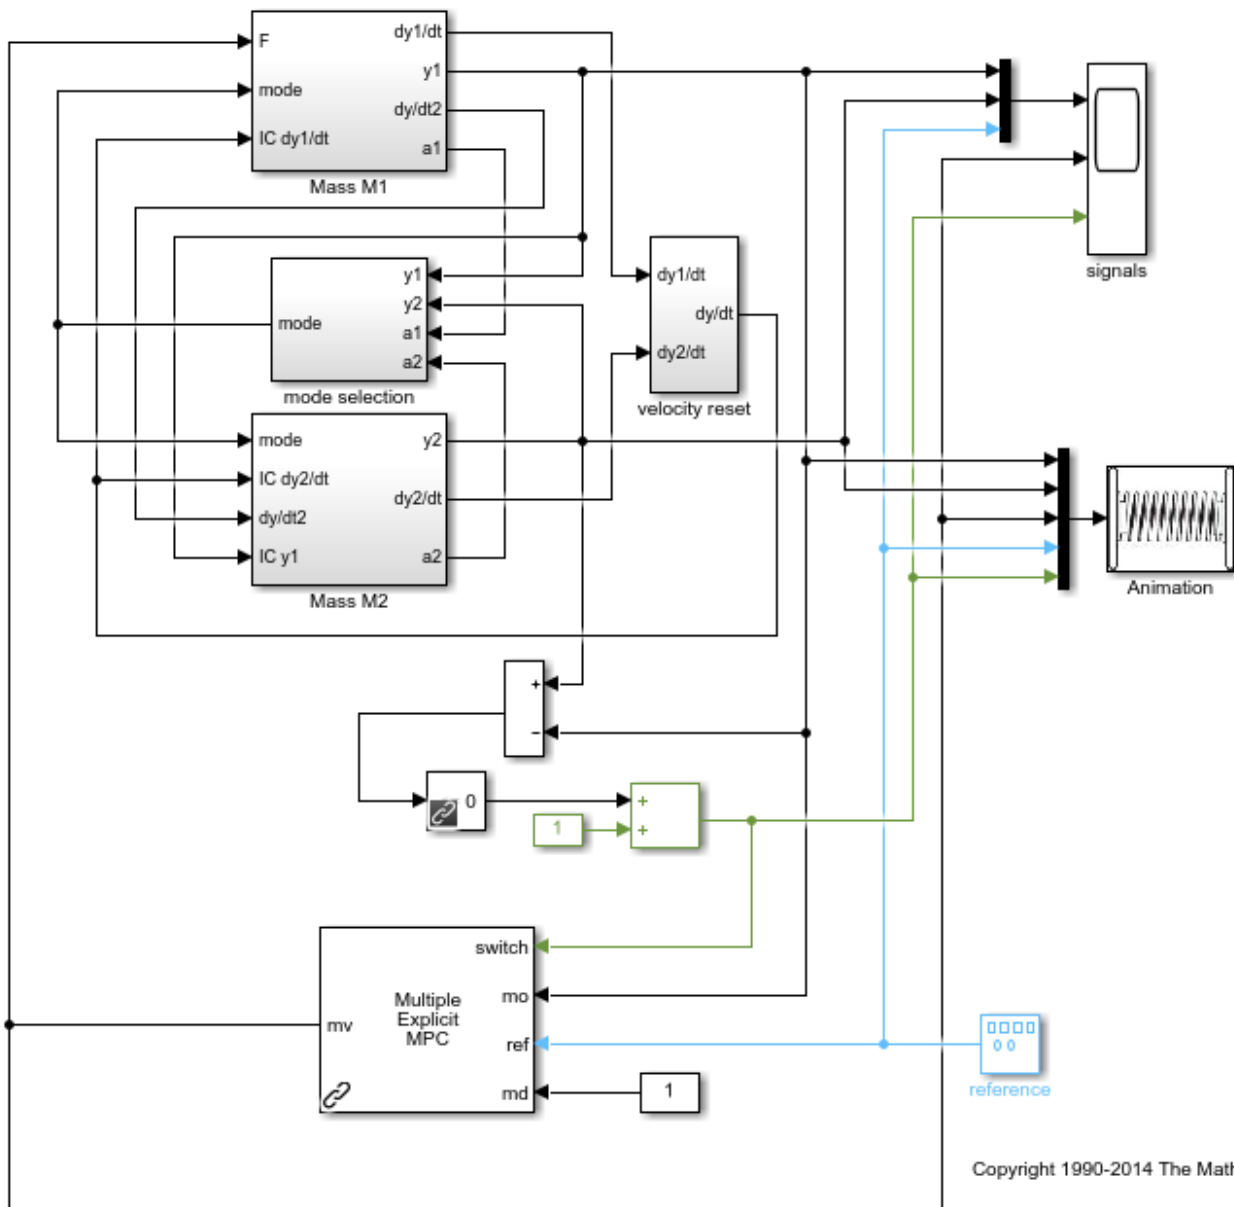 F
mode
IC dy1/dt
dy1/dt
y1
dy/dt2
a1
Mass M1
signals
mode
y1
y2
a1
a2
mode selection
dy1/dt
dy2/dt
dy/dt
velocity reset
mode
IC dy2/dt
dy/dt2
IC y1
y2
dy2/dt
a2
Mass M2
Animation
+
−
0
1
+
+
mv
Multiple
Explicit
MPC
switch
mo
ref
md
1
reference
Copyright 1990-2014 The Math